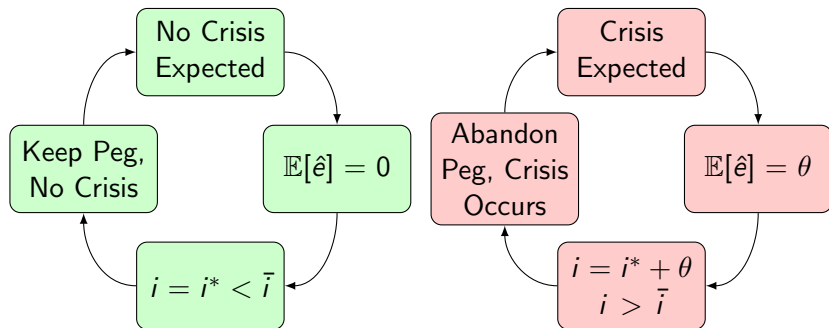 No Crisis
Expected
𝔼[ê] = 0
i = i* < ī
Keep Peg,
No Crisis
Crisis
Expected
𝔼[ê] = θ
i = i* + θ
i > ī
Abandon
Peg, Crisis
Occurs